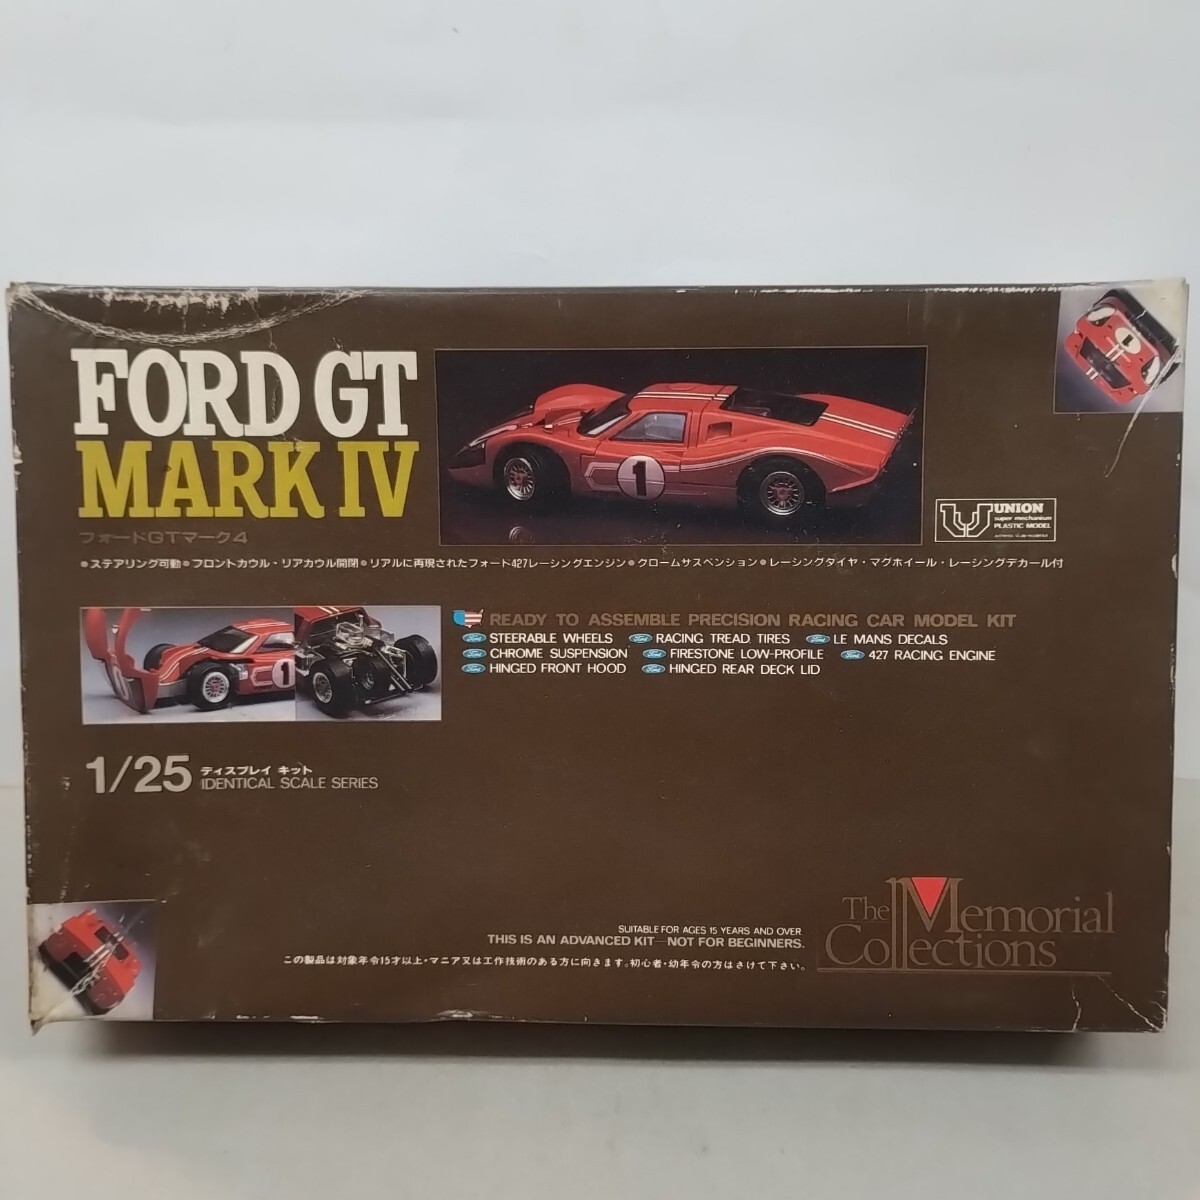 FORD GT
MARK IV
フォードGTマーク4
1
1
UNION
super mechanism
PLASTIC MODEL
●ステアリング可動●フロントカウル・リアカウル開閉●リアルに再現されたフォード427レーシングエンジン●クロームサスペンション●レーシングタイヤ・マグホイール・レーシングデカール付
1
READY TO ASSEMBLE PRECISION RACING CAR MODEL KIT
Ford STEERABLE WHEELS Ford RACING TREAD TIRES Ford LE MANS DECALS
Ford CHROME SUSPENSION Ford FIRESTONE LOW-PROFILE Ford 427 RACING ENGINE
Ford HINGED FRONT HOOD Ford HINGED REAR DECK LID
1/25 ディスプレイ キット
IDENTICAL SCALE SERIES
The Memorial
Collections
SUITABLE FOR AGES 15 YEARS AND OVER
THIS IS AN ADVANCED KIT—NOT FOR BEGINNERS.
この製品は対象年令15才以上・マニア又は工作技術のある方に向きます。初心者・幼年令の方はさけて下さい。